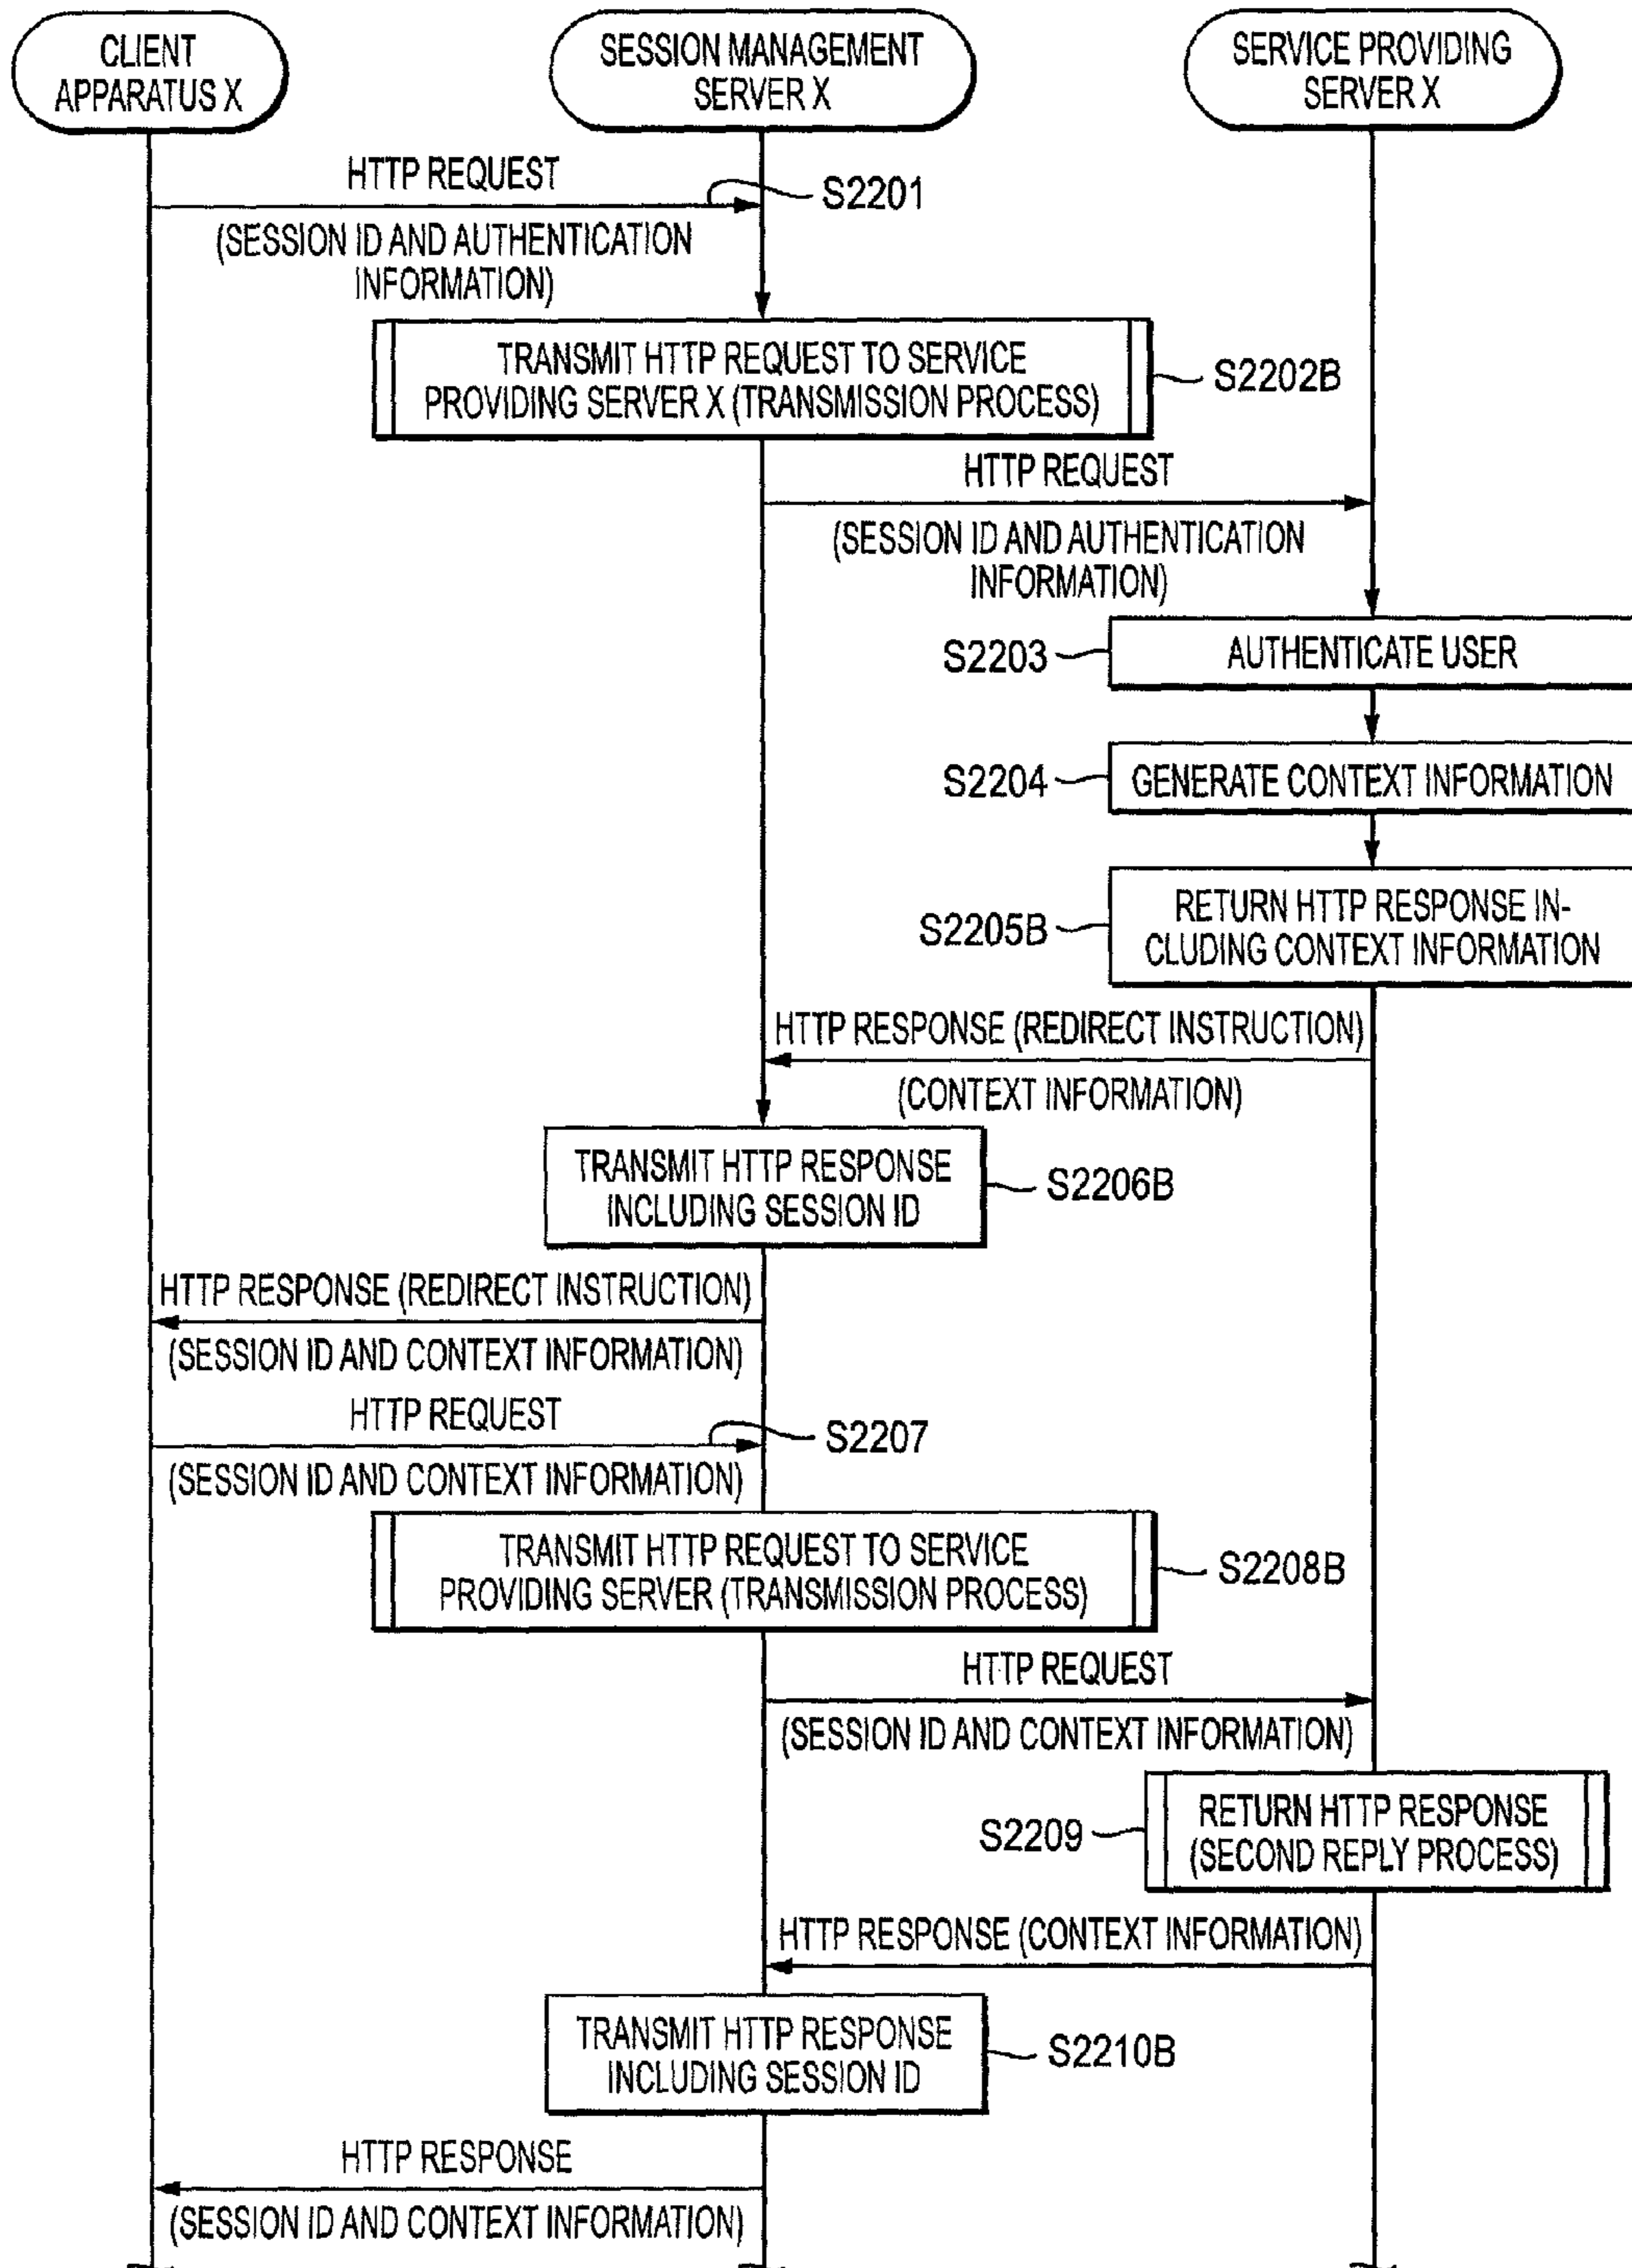 CLIENT
APPARATUS X
SESSION MANAGEMENT
SERVER X
SERVICE PROVIDING
SERVER X
HTTP REQUEST
S2201
(SESSION ID AND AUTHENTICATION
INFORMATION)
TRANSMIT HTTP REQUEST TO SERVICE
PROVIDING SERVER X (TRANSMISSION PROCESS)
S2202B
HTTP REQUEST
(SESSION ID AND AUTHENTICATION
INFORMATION)
S2203
AUTHENTICATE USER
S2204
GENERATE CONTEXT INFORMATION
S2205B
RETURN HTTP RESPONSE IN-
CLUDING CONTEXT INFORMATION
HTTP RESPONSE (REDIRECT INSTRUCTION)
(CONTEXT INFORMATION)
TRANSMIT HTTP RESPONSE
INCLUDING SESSION ID
S2206B
HTTP RESPONSE (REDIRECT INSTRUCTION)
(SESSION ID AND CONTEXT INFORMATION)
HTTP REQUEST
S2207
(SESSION ID AND CONTEXT INFORMATION)
TRANSMIT HTTP REQUEST TO SERVICE
PROVIDING SERVER (TRANSMISSION PROCESS)
S2208B
HTTP REQUEST
(SESSION ID AND CONTEXT INFORMATION)
S2209
RETURN HTTP RESPONSE
(SECOND REPLY PROCESS)
HTTP RESPONSE (CONTEXT INFORMATION)
TRANSMIT HTTP RESPONSE
INCLUDING SESSION ID
S2210B
HTTP RESPONSE
(SESSION ID AND CONTEXT INFORMATION)